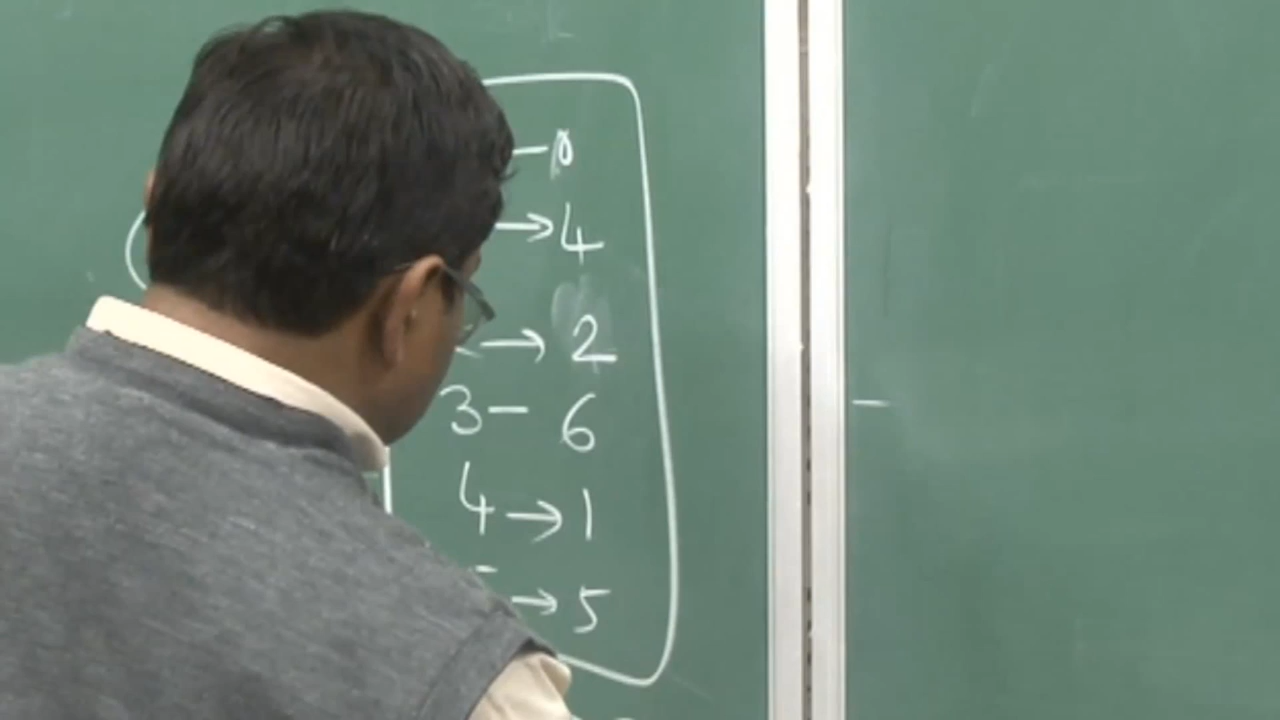 – 0
→ 4
→ 2
3 – 6
4 → 1
→ 5